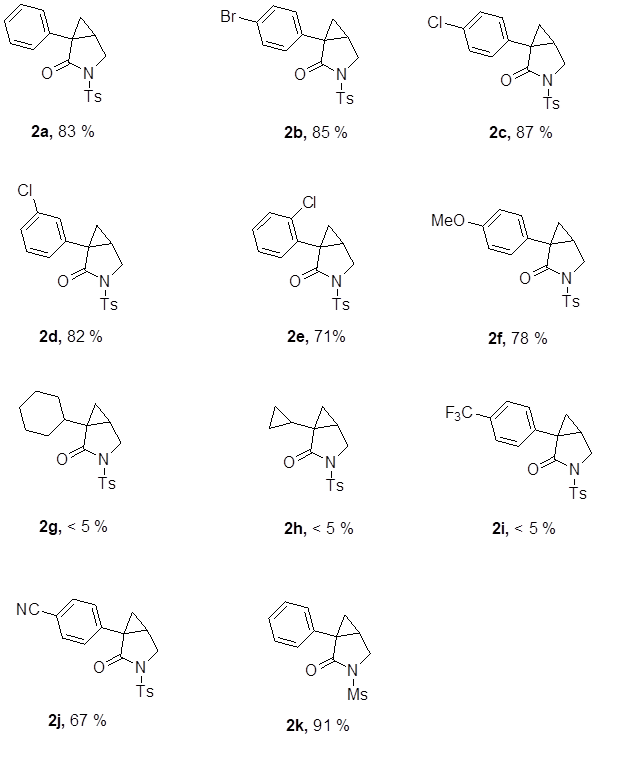 Br
Cl
O
N
Ts
O
N
Ts
O
N
Ts
2a, 83 %
2b, 85 %
2c, 87 %
Cl
Cl
MeO
O
N
Ts
O
N
Ts
O
N
Ts
2d, 82 %
2e, 71%
2f, 78 %
F3C
O
N
Ts
O
N
Ts
O
N
Ts
2g, < 5 %
2h, < 5 %
2i, < 5 %
NC
O
N
Ts
O
N
Ms
2j, 67 %
2k, 91 %